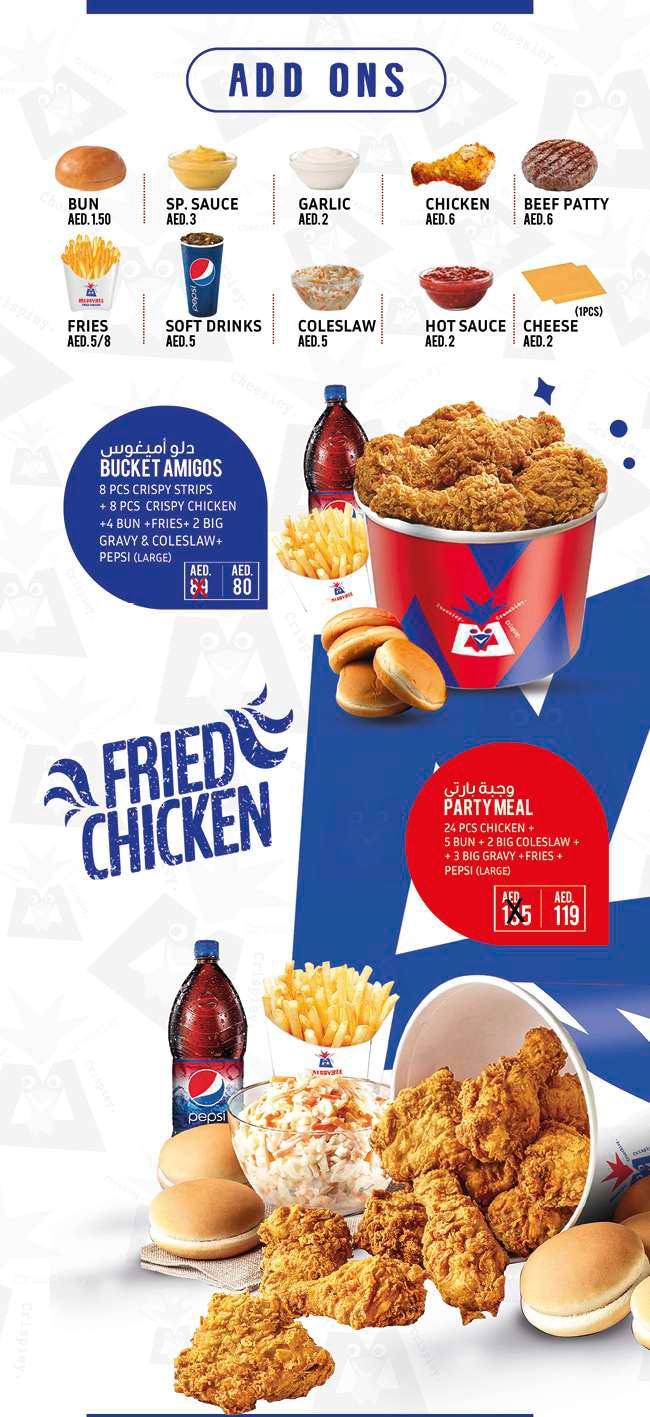 ADD ONS
BUN
AED.1.50
SP. SAUCE
AED.3
GARLIC
AED.2
CHICKEN
AED.6
BEEF PATTY
AED.6
FRIES
AED.5/8
SOFT DRINKS
AED.5
COLESLAW
AED.5
HOT SAUCE
AED.2
(1PCS)
CHEESE
AED.2
pepsi
دلو أميغوس
BUCKET AMIGOS
8 PCS CRISPY STRIPS
+ 8 PCS CRISPY CHICKEN
+4 BUN +FRIES+ 2 BIG
GRAVY & COLESLAW+
PEPSI (LARGE)
AED. AED.
80
FRIED
CHICKEN
وجبة بارتي
PARTY MEAL
24 PCS CHICKEN +
5 BUN + 2 BIG COLESLAW +
+ 3 BIG GRAVY +FRIES +
PEPSI (LARGE)
AED. AED.
119
pepsi